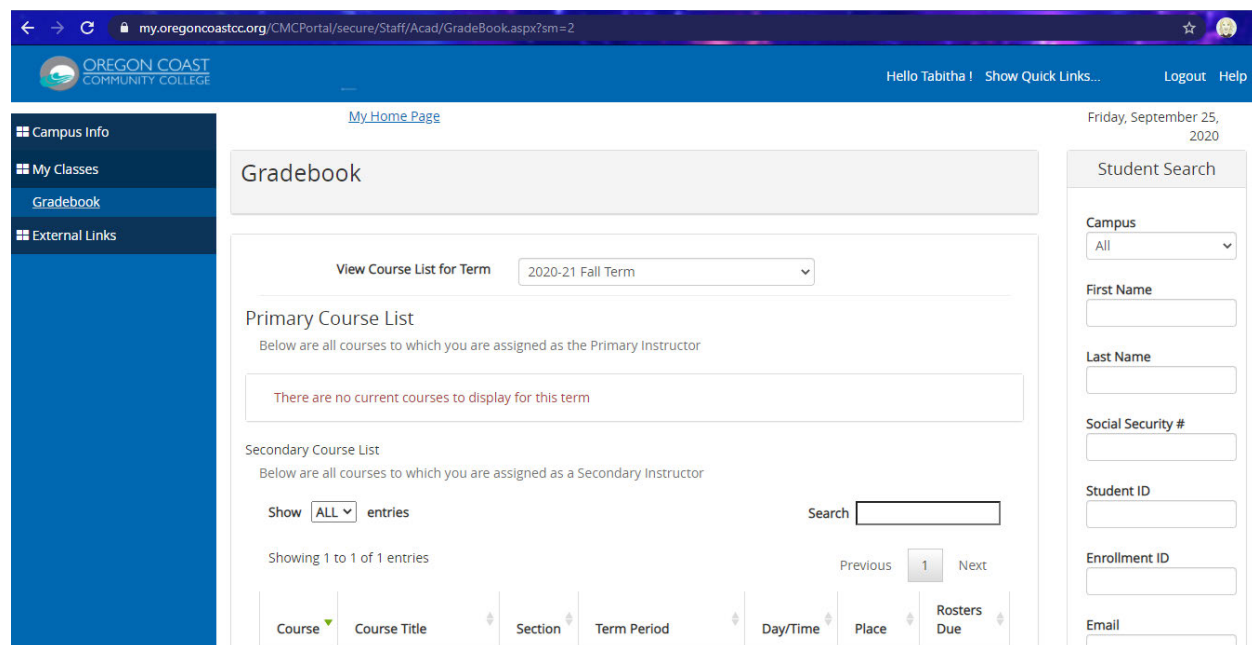 my.oregoncoastcc.org/CMCPortal/secure/Staff/Acad/GradeBook.aspx?sm=2
OREGON COAST
COMMUNITY COLLEGE
Hello Tabitha ! Show Quick Links... Logout Help
My Home Page
Friday, September 25,
2020
Campus Info
My Classes
Gradebook
External Links
Gradebook
View Course List for Term 2020-21 Fall Term
Primary Course List
Below are all courses to which you are assigned as the Primary Instructor
There are no current courses to display for this term
Secondary Course List
Below are all courses to which you are assigned as a Secondary Instructor
Show ALL entries
Search
Showing 1 to 1 of 1 entries
Previous 1 Next
Course Course Title Section Term Period Day/Time Place Rosters
Due
Student Search
Campus
All
First Name
Last Name
Social Security #
Student ID
Enrollment ID
Email